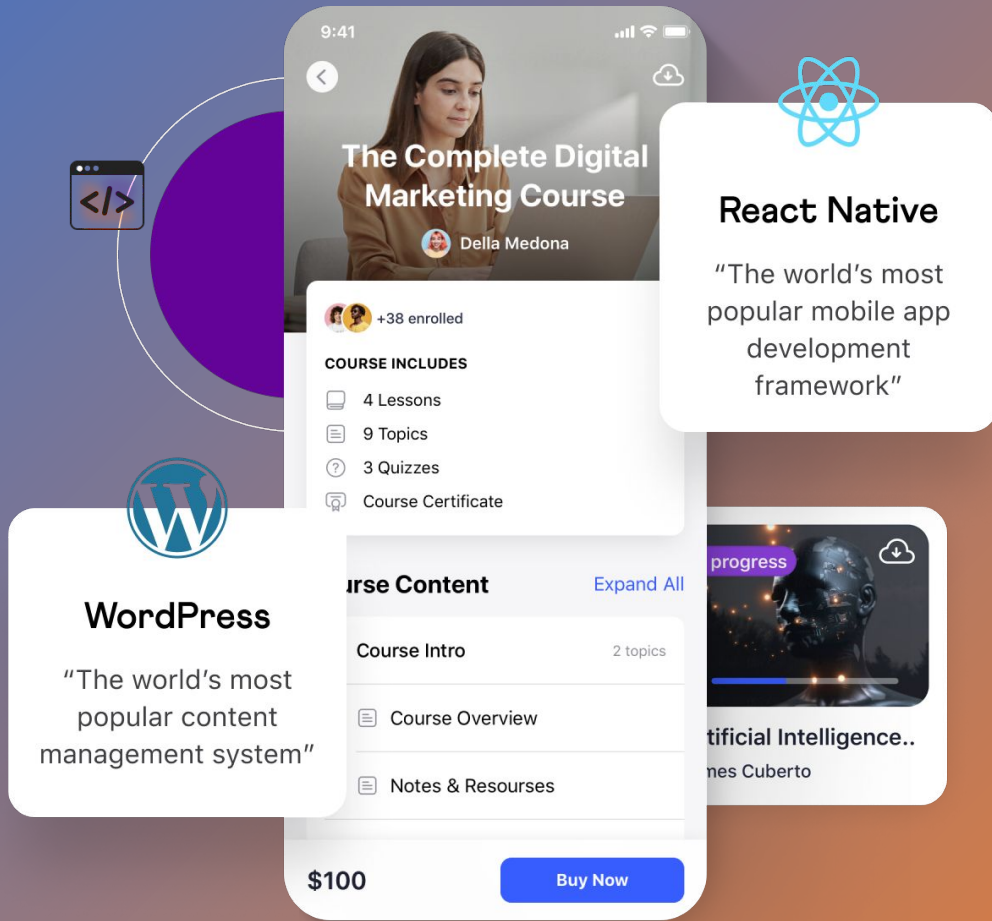 9:41
The Complete Digital
Marketing Course
Della Medona
+38 enrolled
COURSE INCLUDES
4 Lessons
9 Topics
3 Quizzes
Course Certificate
React Native
“The world’s most
popular mobile app
development
framework”
</>
WordPress
“The world’s most
popular content
management system”
urse Content
Expand All
Course Intro
2 topics
Course Overview
Notes & Resourses
$100
Buy Now
progress
tificial Intelligence..
mes Cuberto